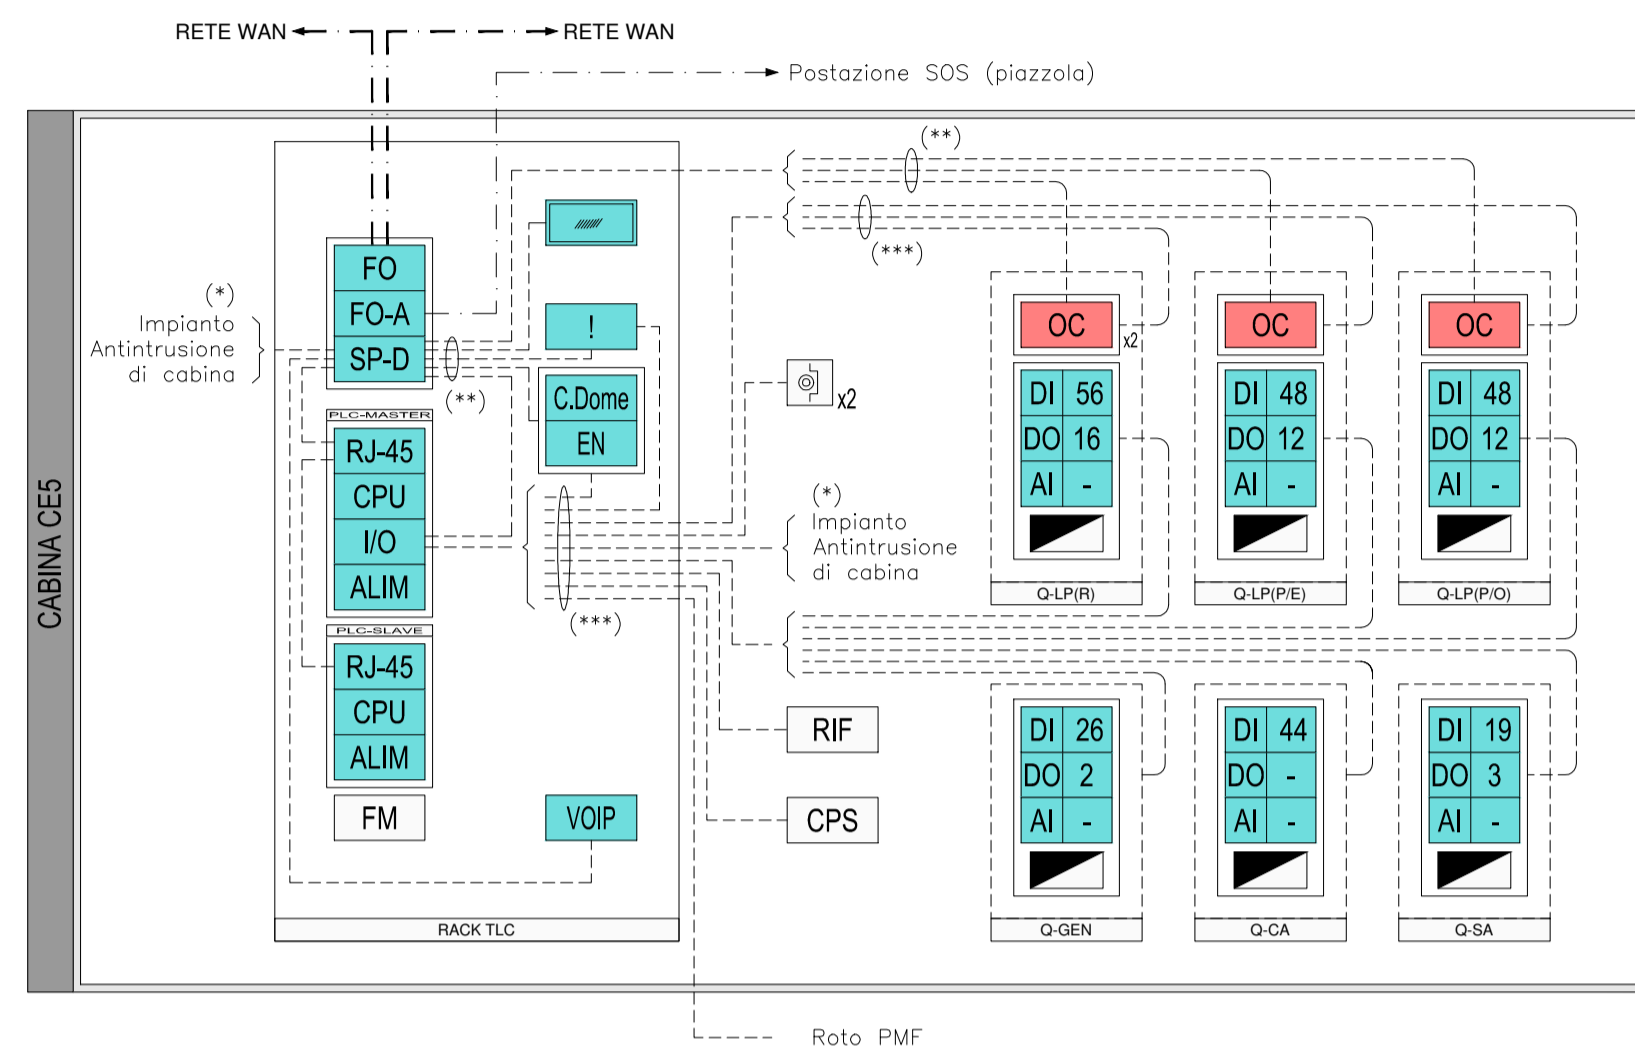 RETE WAN
RETE WAN
Postazione SOS (piazzola)
CABINA CE5
(*)
Impianto
Antintrusione
di cabina
FO
FO-A
SP-D
(**)
PLC-MASTER
RJ-45
CPU
I/O
ALIM
PLC-SLAVE
RJ-45
CPU
ALIM
FM
!
C.Dome
EN
VOIP
(***)
RACK TLC
(**)
(***)
x2
(*)
Impianto
Antintrusione
di cabina
RIF
CPS
OC
x2
DI 56
DO 16
AI -
Q-LP(R)
OC
DI 48
DO 12
AI -
Q-LP(P/E)
OC
DI 48
DO 12
AI -
Q-LP(P/O)
DI 26
DO 2
AI -
Q-GEN
DI 44
DO -
AI -
Q-CA
DI 19
DO 3
AI -
Q-SA
Roto PMF